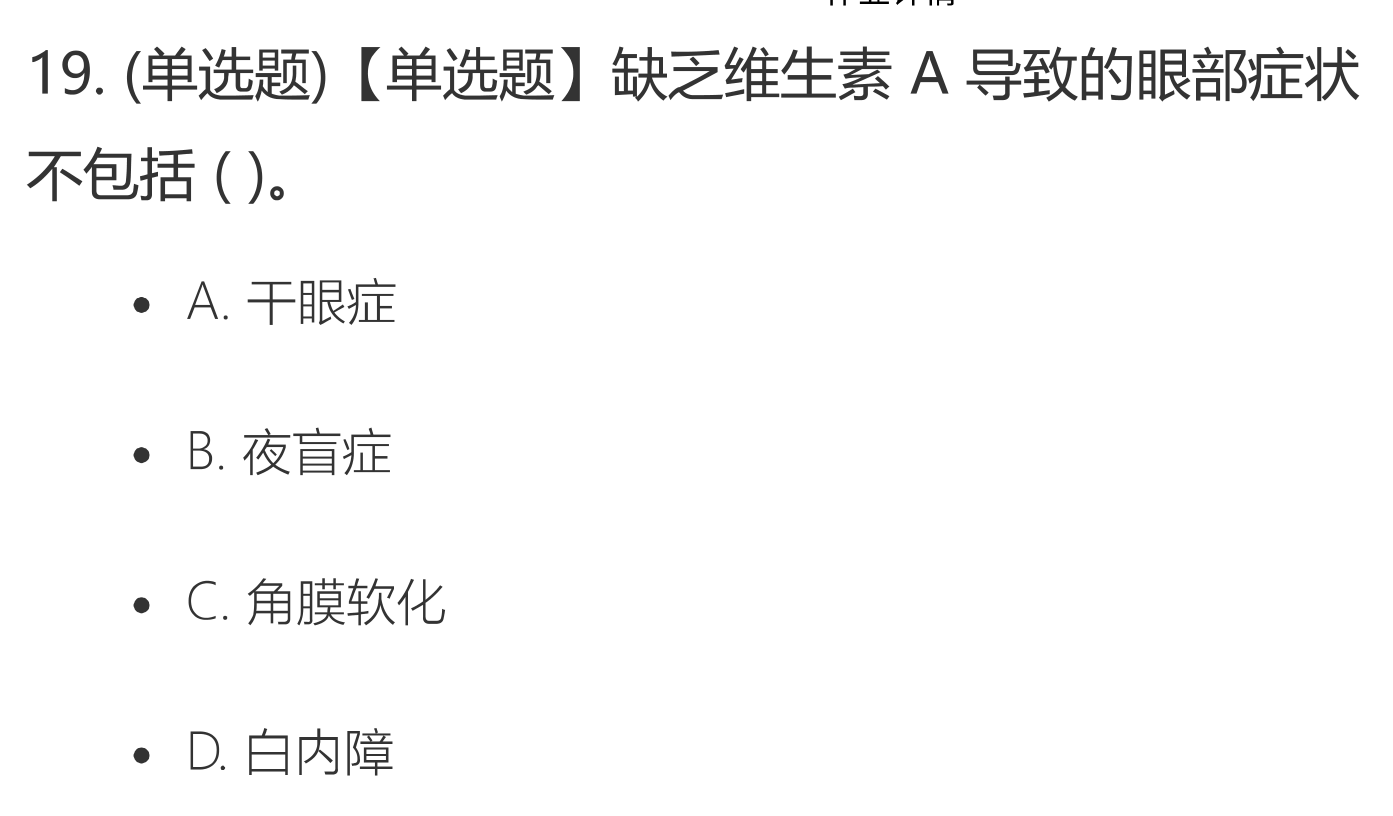 19. (单选题)【单选题】缺乏维生素 A 导致的眼部症状
不包括 ( )。
A. 干眼症
B. 夜盲症
C. 角膜软化
D. 白内障